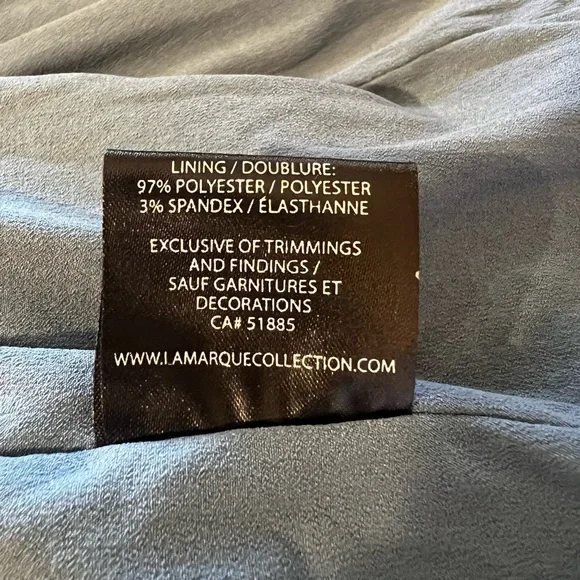 LINING / DOUBLURE:
97% POLYESTER / POLYESTER
3% SPANDEX / ÉLASTHANNE
EXCLUSIVE OF TRIMMINGS
AND FINDINGS /
SAUF GARNITURES ET
DECORATIONS
CA# 51885
WWW.LAMARQUECOLLECTION.COM